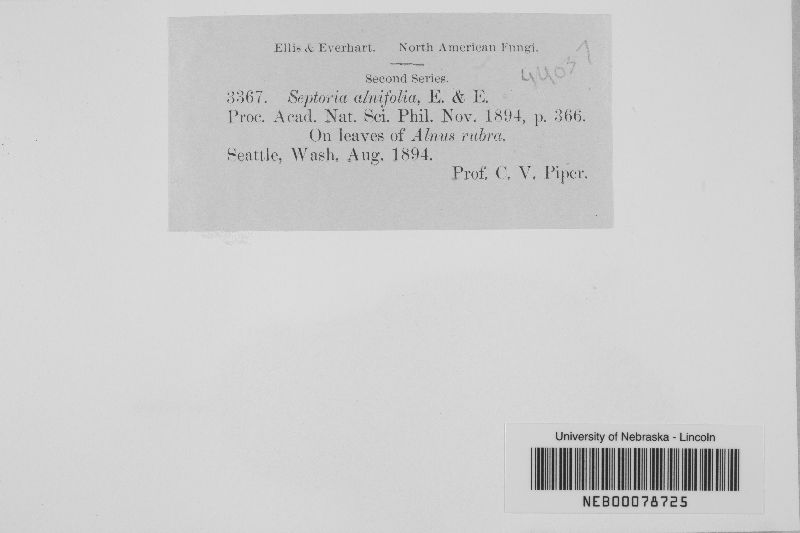 Ellis & Everhart. North American Fungi.
Second Series.
44037
3367. Septoria alnifolia, E. & E.
Proc. Acad. Nat. Sci. Phil. Nov. 1894, p. 366.
On leaves of Alnus rubra.
Seattle, Wash, Aug. 1894.
Prof. C. V. Piper.
University of Nebraska - Lincoln
NEB00078725